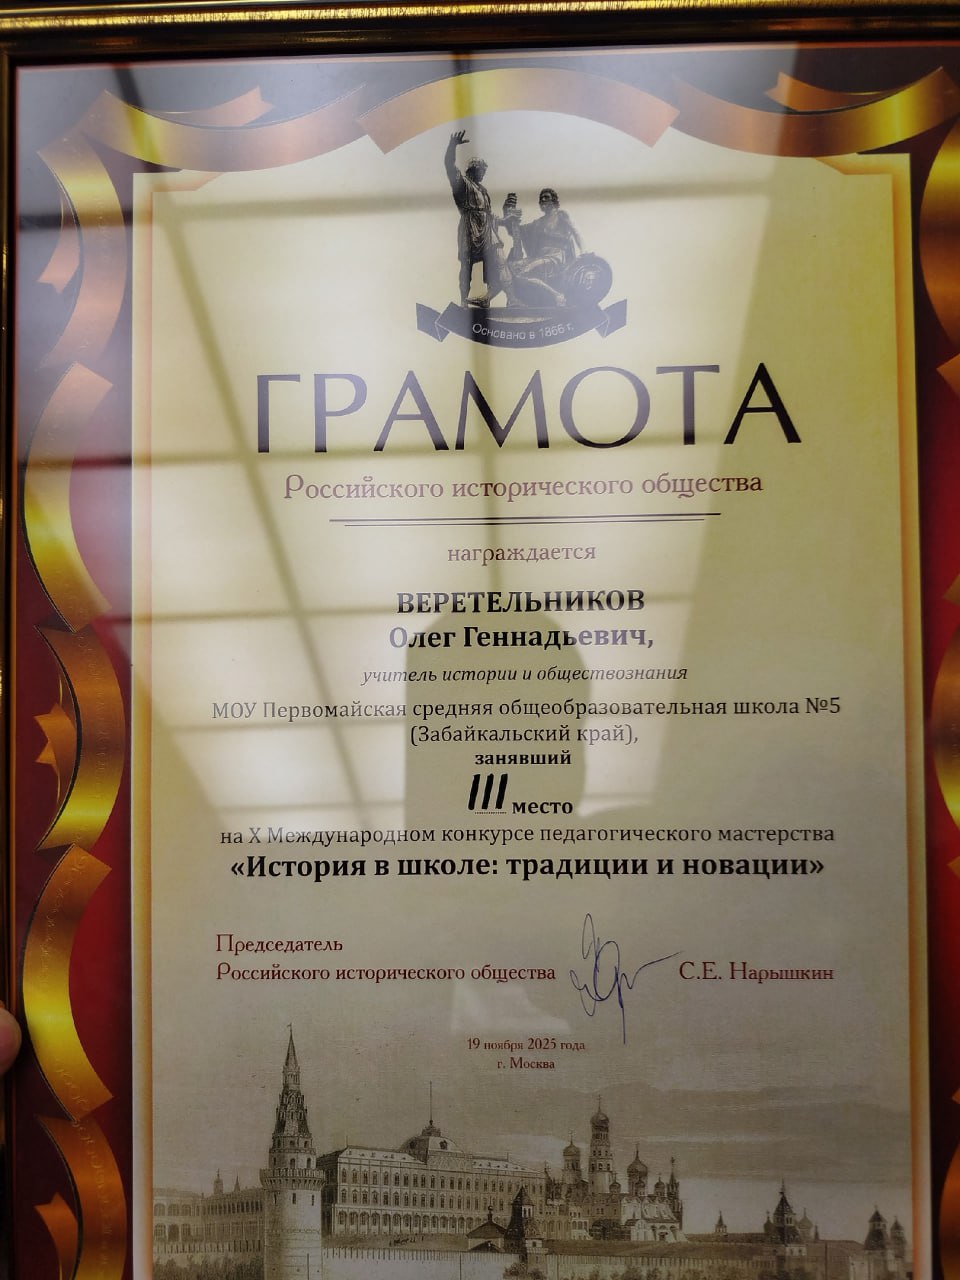 Основано в 1866 г.
ГРАМОТА
Российского исторического общества
награждается
ВЕРЕТЕЛЬНИКОВ
Олег Геннадьевич,
учитель истории и обществознания
МОУ Первомайская средняя общеобразовательная школа №5
(Забайкальский край),
занявший
III место
на X Международном конкурсе педагогического мастерства
«История в школе: традиции и новации»
Председатель
Российского исторического общества С.Е. Нарышкин
19 ноября 2025 года
г. Москва